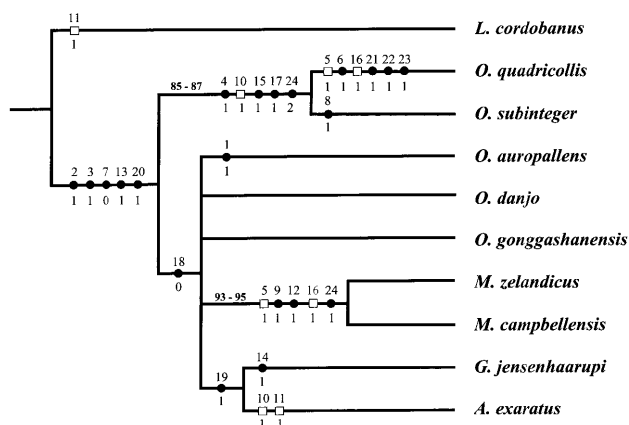 11
1
L. cordobanus
5 6 16 21 22 23
85 - 87
4 10 15 17 24
1 1 1 1 1 1
O. quadricollis
1 1 1 1 2
8
1
O. subinteger
1
1
O. auropallens
2 3 7 13 20
1 1 0 1 1
O. danjo
O. gonggashanensis
18
0
93 - 95
5 9 12 16 24
1 1 1 1 1
M. zelandicus
M. campbellensis
14
1
G. jensenhaarupi
19
1
10 11
1 1
A. exaratus